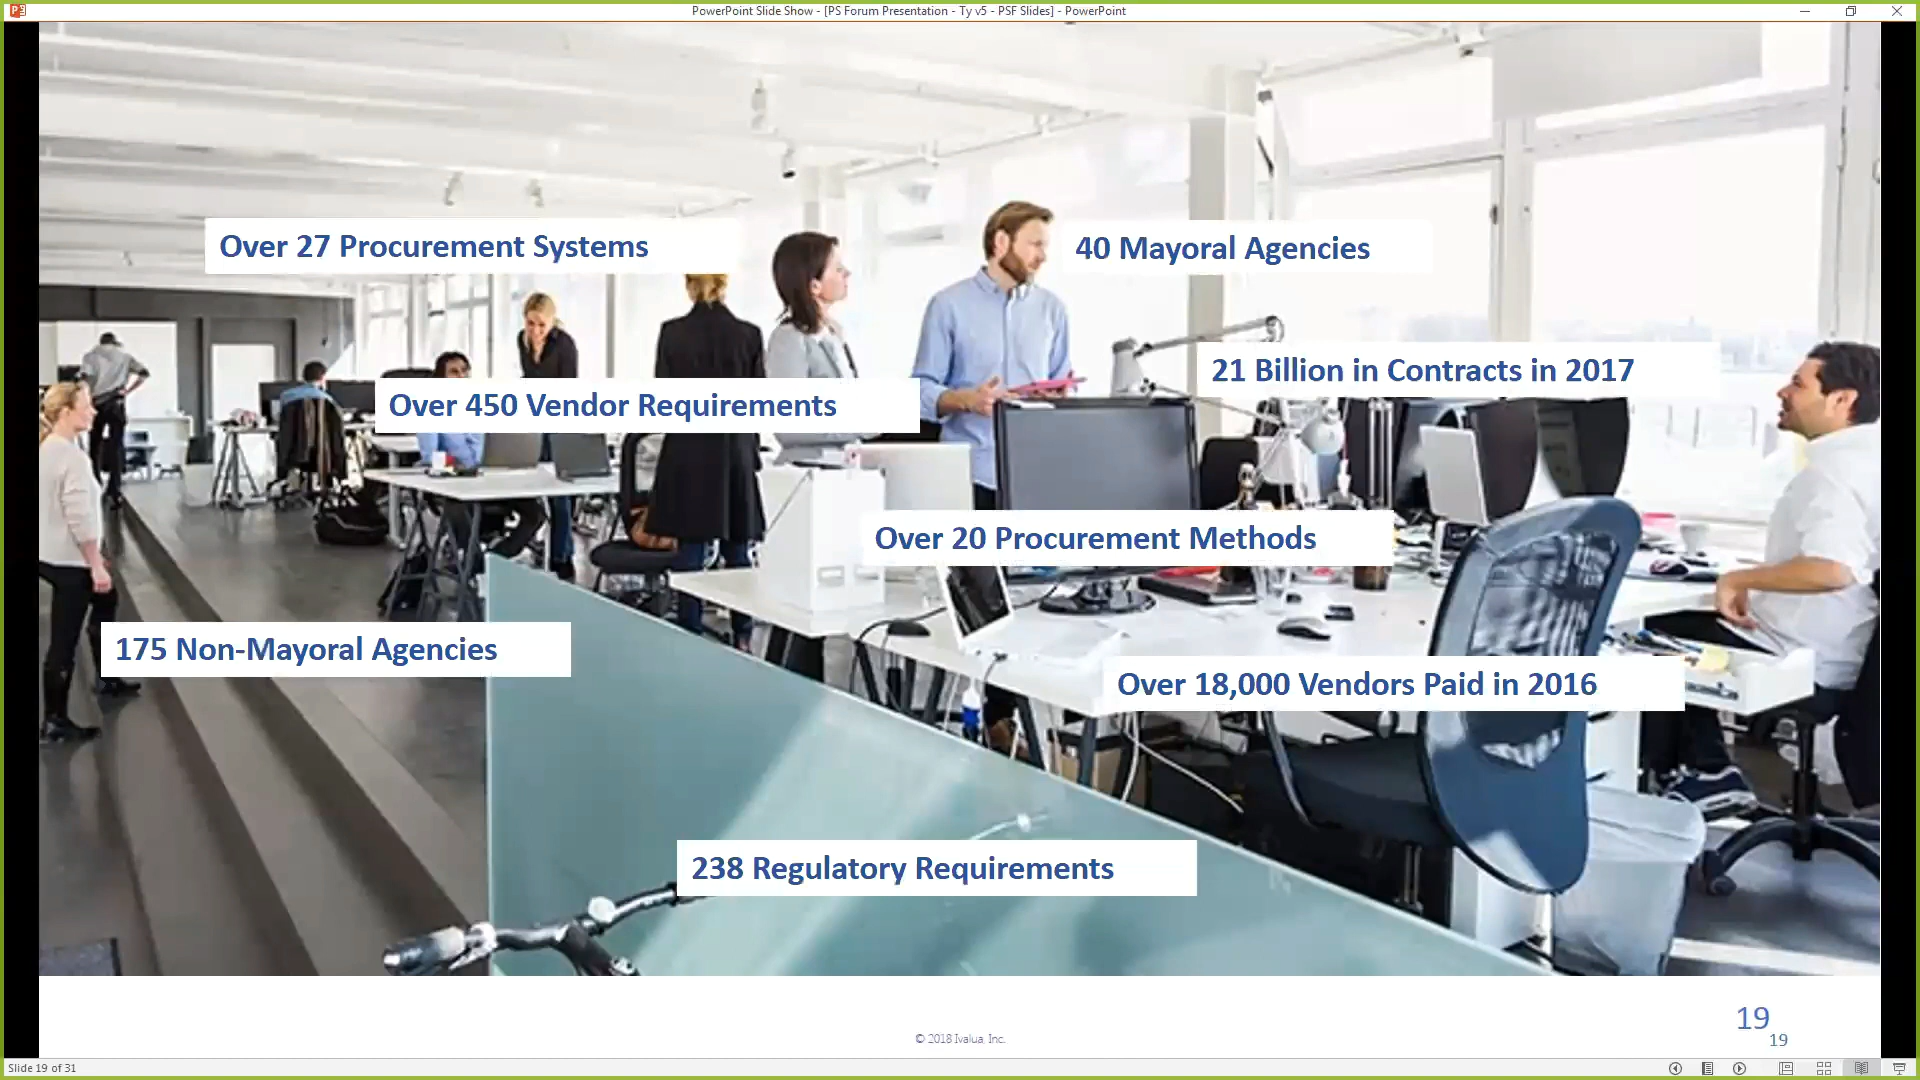 PowerPoint Slide Show - [PS Forum Presentation - Ty v5 - PSF Slides] - PowerPoint
Over 27 Procurement Systems
40 Mayoral Agencies
21 Billion in Contracts in 2017
Over 450 Vendor Requirements
Over 20 Procurement Methods
175 Non-Mayoral Agencies
Over 18,000 Vendors Paid in 2016
238 Regulatory Requirements
19
19
© 2018 Ivalua, Inc.
Slide 19 of 31